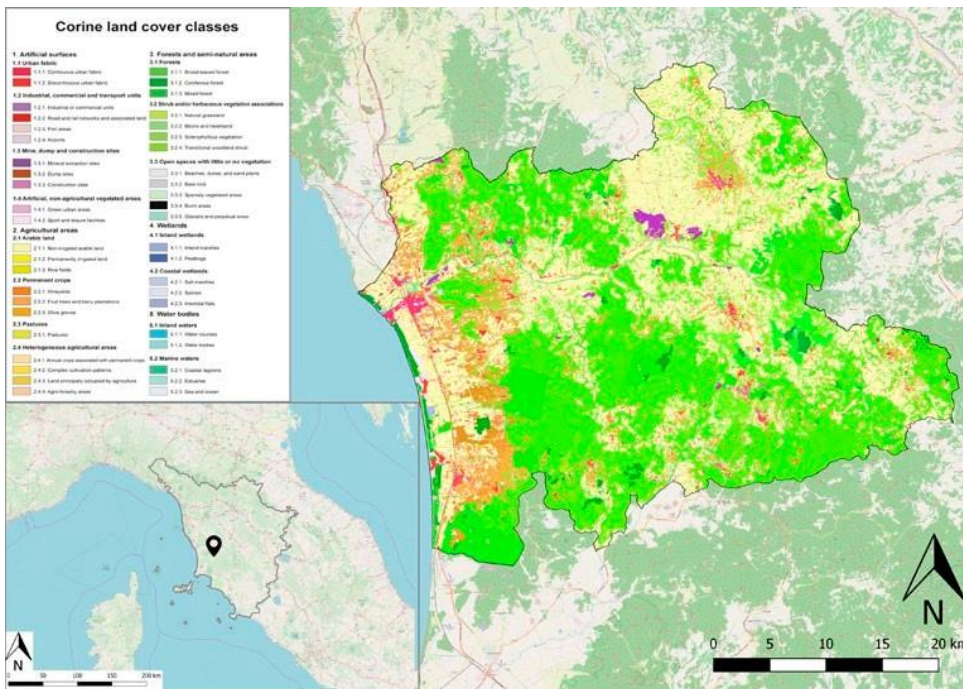 Corine land cover classes
1. Artificial surfaces
1.1 Urban fabric
1.1.1. Continuous urban fabric
1.1.2. Discontinuous urban fabric
1.2 Industrial, commercial and transport units
1.2.1. Industrial or commercial units
1.2.2. Road and rail networks and associated land
1.2.3. Port areas
1.2.4. Airports
1.3 Mine, dump and construction sites
1.3.1. Mineral extraction sites
1.3.2. Dump sites
1.3.3. Construction sites
1.4 Artificial, non-agricultural vegetated areas
1.4.1. Green urban areas
1.4.2. Sport and leisure facilities
2. Agricultural areas
2.1 Arable land
2.1.1. Non-irrigated arable land
2.1.2. Permanently irrigated land
2.1.3. Rice fields
2.2 Permanent crops
2.2.1. Vineyards
2.2.2. Fruit trees and berry plantations
2.2.3. Olive groves
2.3 Pastures
2.3.1. Pastures
2.4 Heterogeneous agricultural areas
2.4.1. Annual crops associated with permanent crops
2.4.2. Complex cultivation patterns
2.4.3. Land principally occupied by agriculture
2.4.4. Agro-forestry areas
3. Forests and semi-natural areas
3.1 Forests
3.1.1. Broad-leaved forest
3.1.2. Coniferous forest
3.1.3. Mixed forest
3.2 Shrub and/or herbaceous vegetation associations
3.2.1. Natural grassland
3.2.2. Moors and heathland
3.2.3. Sclerophyllous vegetation
3.2.4. Transitional woodland shrub
3.3 Open spaces with little or no vegetation
3.3.1. Beaches, dunes, and sand plains
3.3.2. Bare rock
3.3.3. Sparsely vegetated areas
3.3.4. Burnt areas
3.3.5. Glaciers and perpetual snow
4. Wetlands
4.1 Inland wetlands
4.1.1. Inland marshes
4.1.2. Peatbogs
4.2 Coastal wetlands
4.2.1. Salt marshes
4.2.2. Salines
4.2.3. Intertidal flats
5. Water bodies
5.1 Inland waters
5.1.1. Water courses
5.1.2. Water bodies
5.2 Marine waters
5.2.1. Coastal lagoons
5.2.2. Estuaries
5.2.3. Sea and ocean
N
0 50 100 150 200 km
N
0 5 10 15 20 km